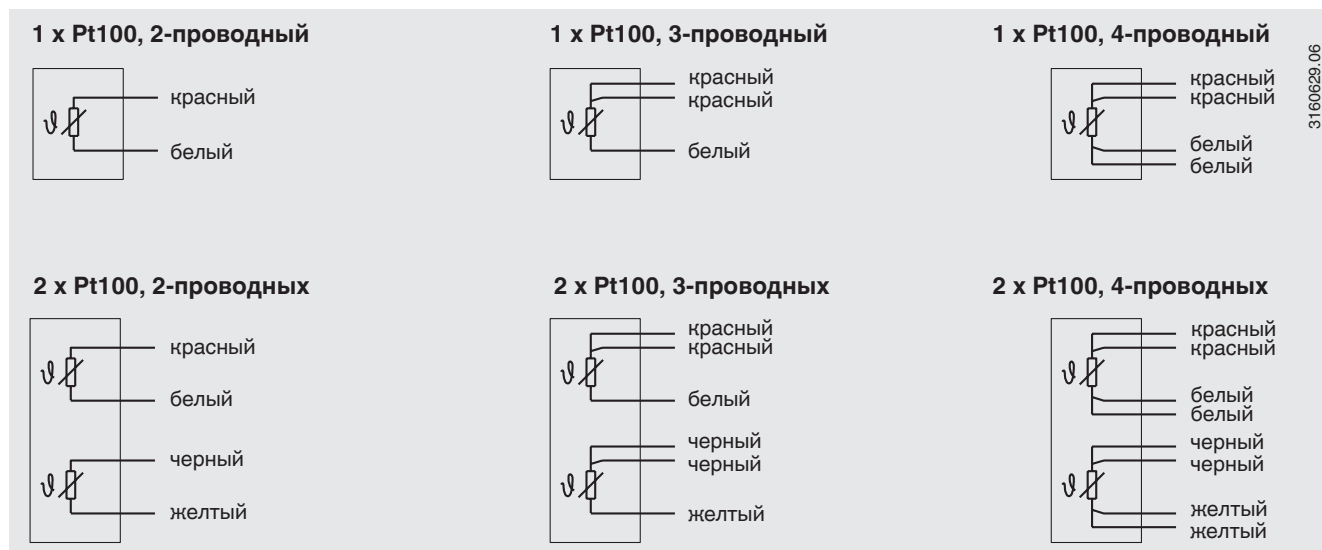 1 x Pt100, 2-проводный
красный
белый
1 x Pt100, 3-проводный
красный
красный
белый
1 x Pt100, 4-проводный
красный
красный
белый
белый
3160629.06
2 x Pt100, 2-проводных
красный
белый
черный
желтый
2 x Pt100, 3-проводных
красный
красный
белый
черный
черный
желтый
2 x Pt100, 4-проводных
красный
красный
белый
белый
черный
черный
желтый
желтый